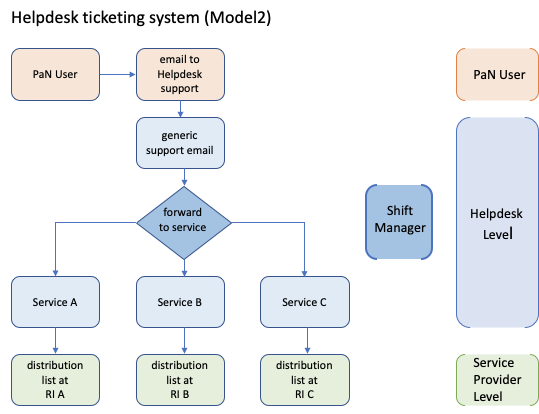 Helpdesk ticketing system (Model2)
PaN User
email to
Helpdesk
support
PaN User
generic
support email
forward
to service
Shift
Manager
Helpdesk
Level
Service A
Service B
Service C
distribution
list at
RI A
distribution
list at
RI B
distribution
list at
RI C
Service
Provider
Level